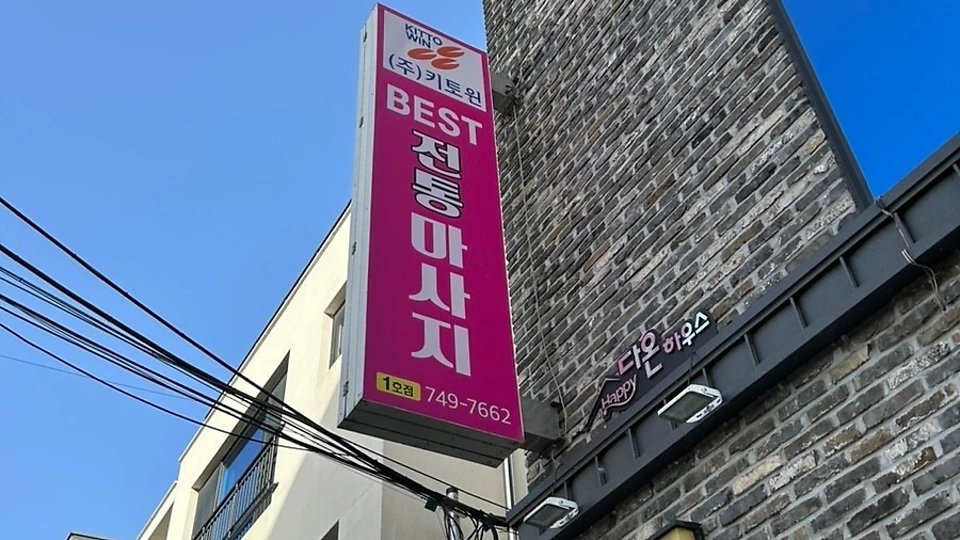 KITTO
WIN
(주)키토원
BEST
전통마사지
1호점 749-7662
Happy 다온하우스